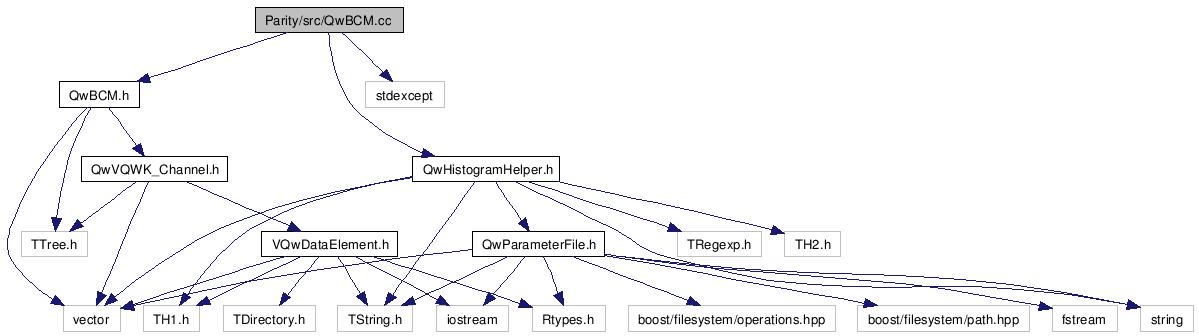 Parity/src/QwBCM.cc
QwBCM.h
stdexcept
QwVQWK_Channel.h
QwHistogramHelper.h
TTree.h
VQwDataElement.h
QwParameterFile.h
TRegexp.h
TH2.h
vector
TH1.h
TDirectory.h
TString.h
iostream
Rtypes.h
boost/filesystem/operations.hpp
boost/filesystem/path.hpp
fstream
string